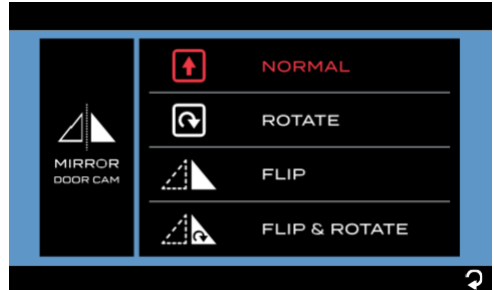 MIRROR
DOOR CAM
NORMAL
ROTATE
FLIP
FLIP & ROTATE